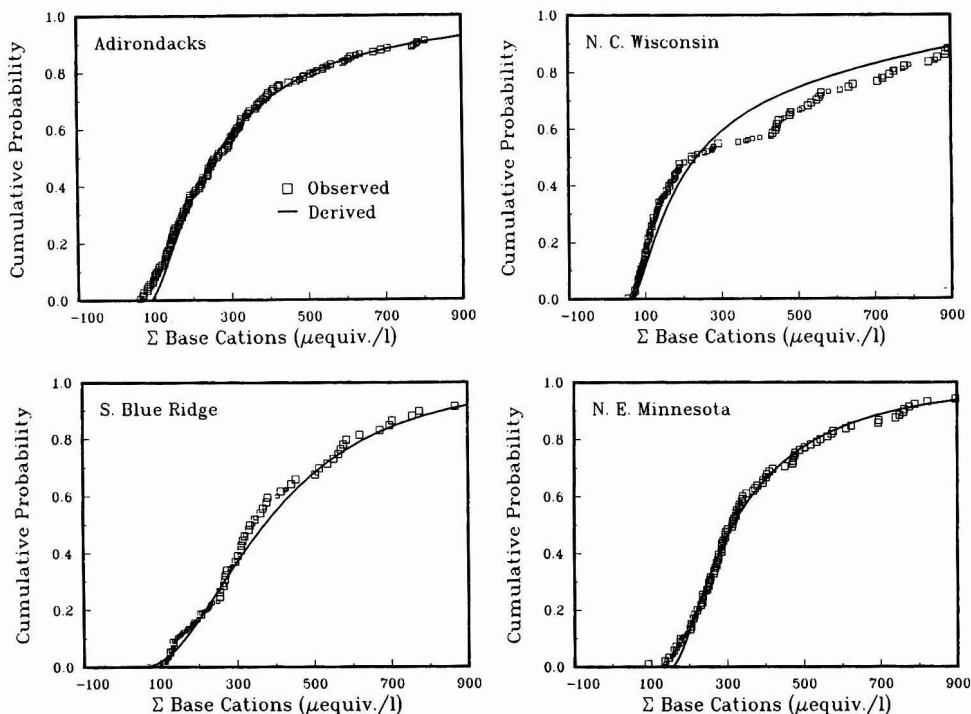 Adirondacks
Cumulative Probability
1.0
0.8
0.6
0.4
0.2
0.0
□ Observed
— Derived
-100 100 300 500 700 900
Σ Base Cations (μequiv./l)
N. C. Wisconsin
Cumulative Probability
1.0
0.8
0.6
0.4
0.2
0.0
-100 100 300 500 700 900
Σ Base Cations (μequiv./l)
S. Blue Ridge
Cumulative Probability
1.0
0.8
0.6
0.4
0.2
0.0
-100 100 300 500 700 900
Σ Base Cations (μequiv./l)
N. E. Minnesota
Cumulative Probability
1.0
0.8
0.6
0.4
0.2
0.0
-100 100 300 500 700 900
Σ Base Cations (μequiv./l)